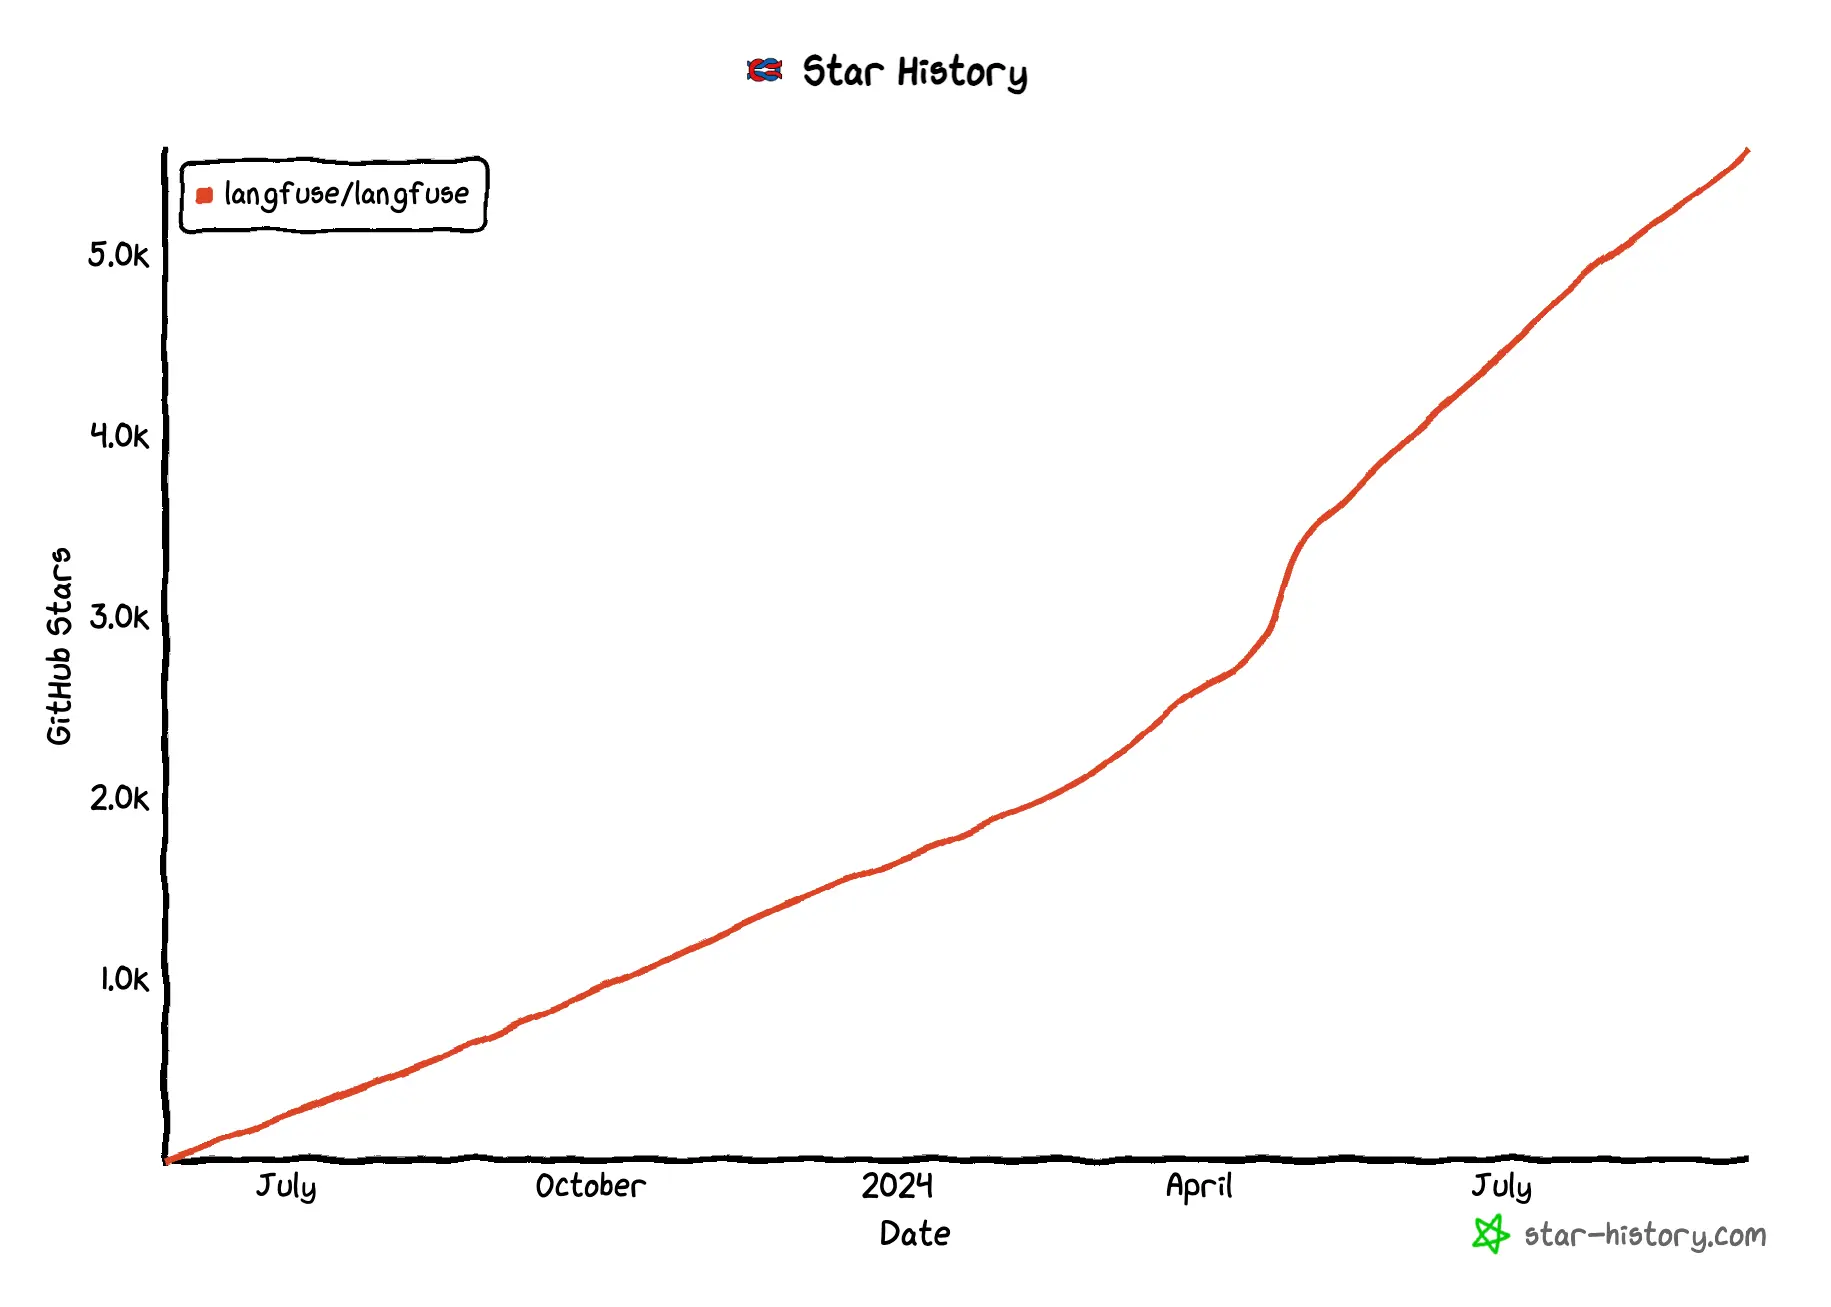 Star History
langfuse/langfuse
5.0k
4.0k
3.0k
2.0k
1.0k
GitHub Stars
July
October
2024
April
July
Date
star-history.com